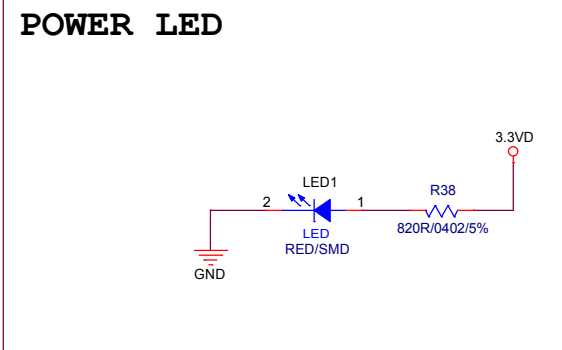 POWER LED
3.3VD
LED1
R38
2
1
LED
820R/0402/5%
RED/SMD
GND